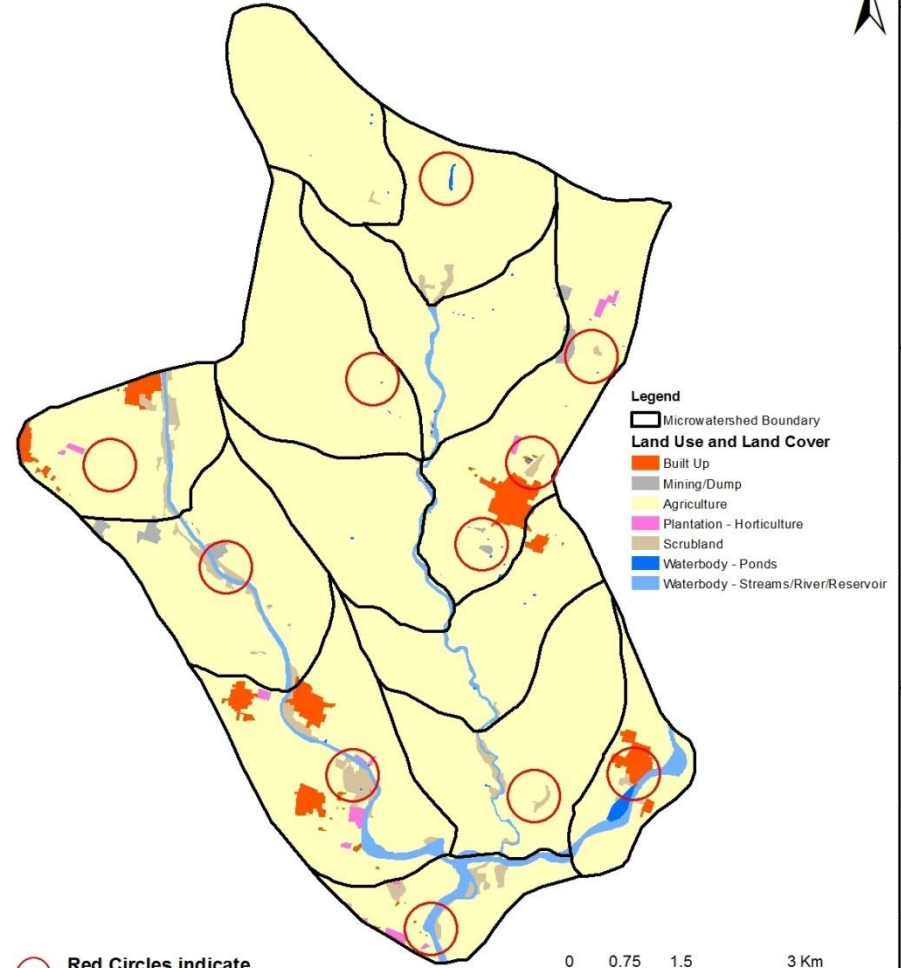 Legend
Microwatershed Boundary
Land Use and Land Cover
Built Up
Mining/Dump
Agriculture
Plantation - Horticulture
Scrubland
Waterbody - Ponds
Waterbody - Streams/River/Reservoir
Red Circles indicate
0 0.75 1.5 3 Km